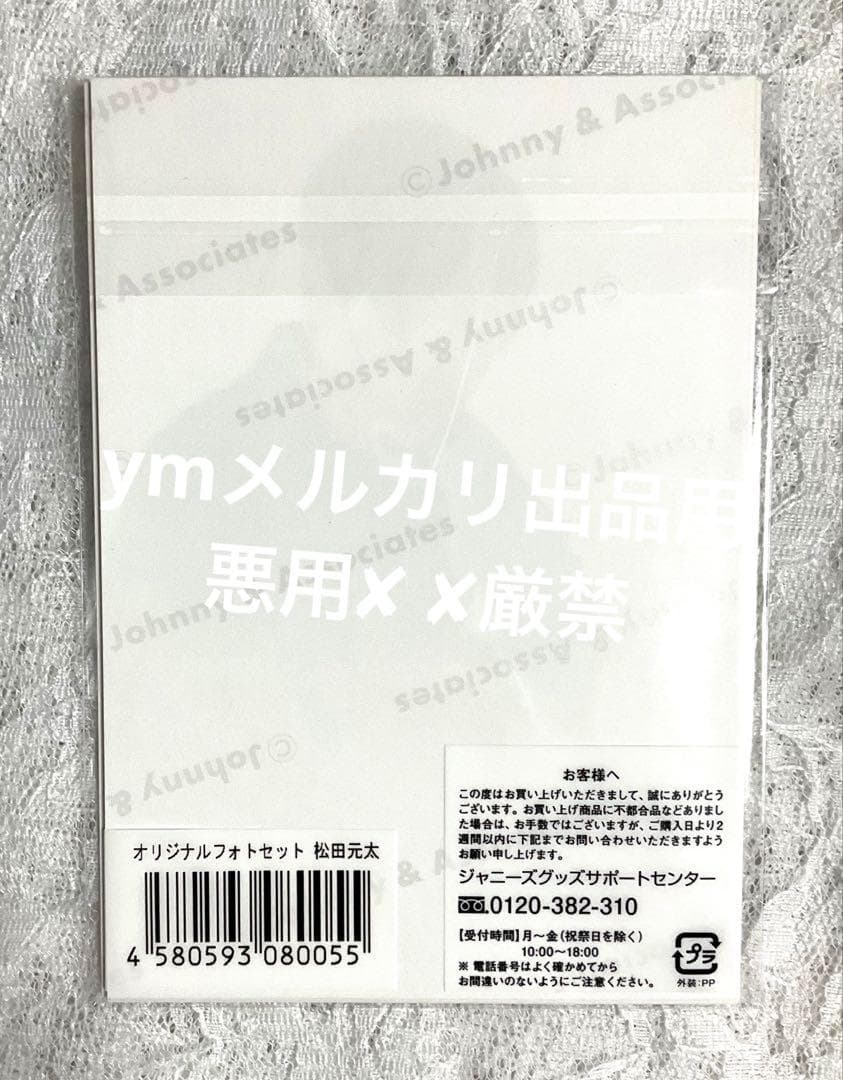 Associates
© Johnny & Associa
& Associates
© Johnny & Associates
ymメルカリ出品用
悪用✘ ✘厳禁
Johnny & Associates
Associates
© Johnny &
お客様へ
この度はお買い上げいただきまして、誠にありがとう
ございます。お買い上げ商品に不都合品などありまし
た場合は、お手数ではございますが、ご購入日より2
週間以内に下記までお問い合わせいただきますよう
お願い申し上げます。
ジャニーズグッズサポートセンター
0120-382-310
【受付時間】月～金(祝祭日を除く)
10:00～18:00
※ 電話番号はよく確かめてから
お間違いのないようにご注意ください。
プラ
外装:PP
オリジナルフォトセット 松田元太
4 580593 080055